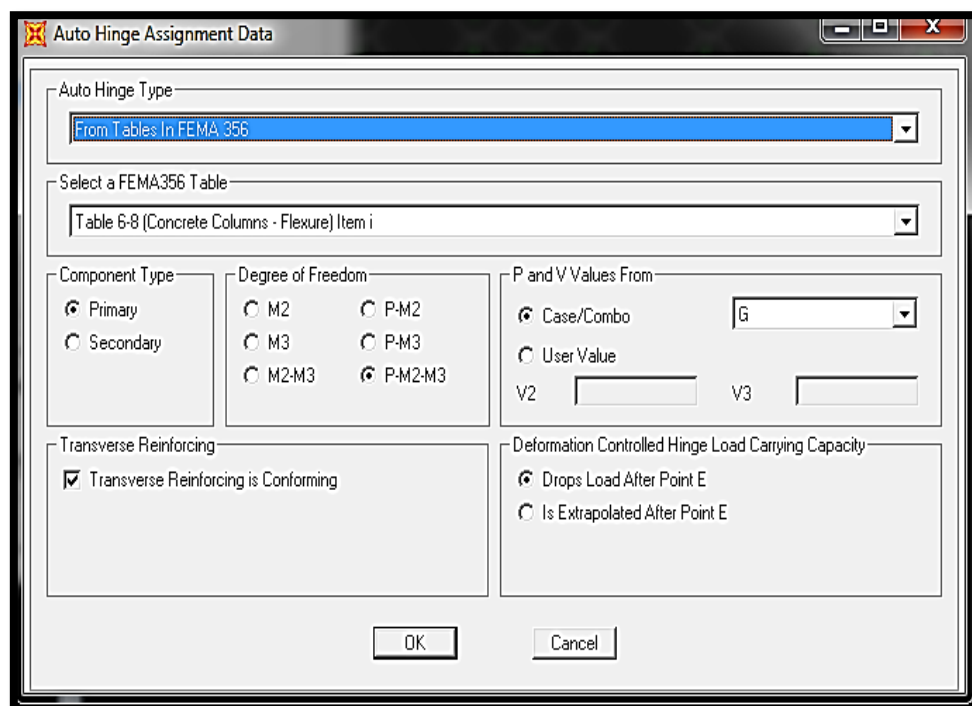 Auto Hinge Assignment Data
Auto Hinge Type
From Tables In FEMA 356
Select a FEMA356 Table
Table 6-8 (Concrete Columns - Flexure) Item i
Component Type
Primary
Secondary
Degree of Freedom
M2 P-M2
M3 P-M3
M2-M3 P-M2-M3
P and V Values From
Case/Combo G
User Value
V2 V3
Transverse Reinforcing
Transverse Reinforcing is Conforming
Deformation Controlled Hinge Load Carrying Capacity
Drops Load After Point E
Is Extrapolated After Point E
OK Cancel